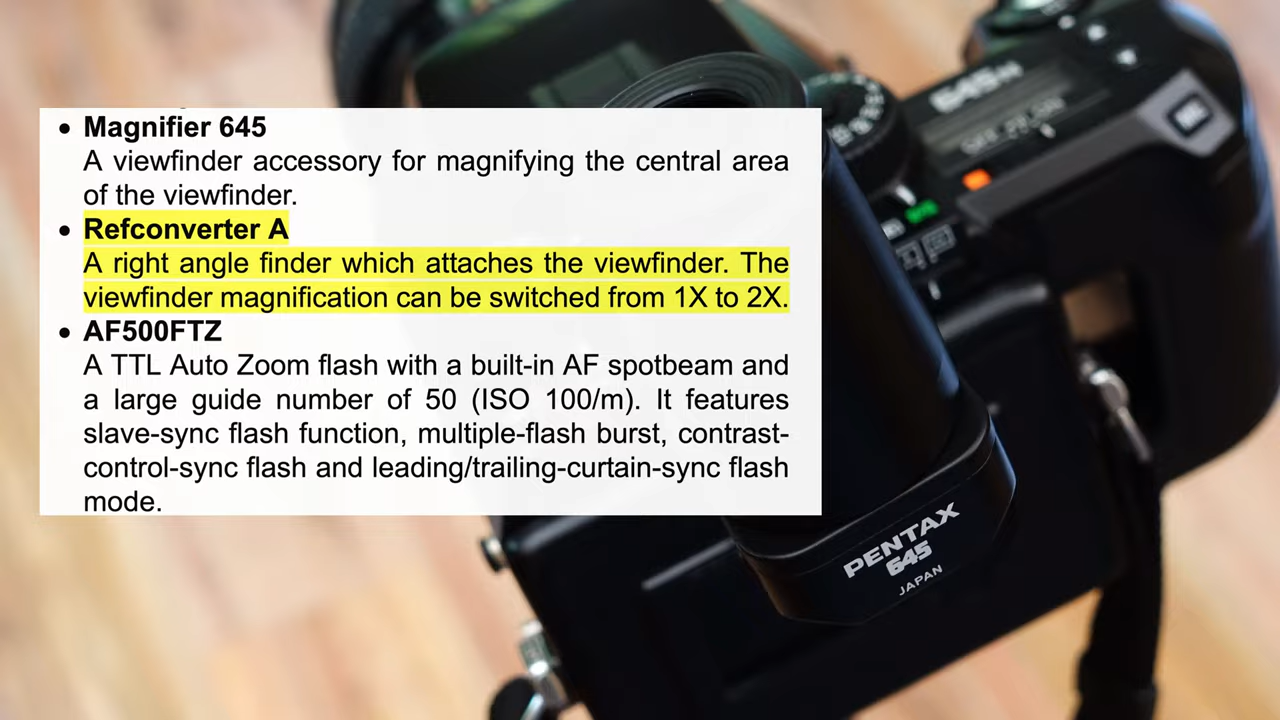 • Magnifier 645
A viewfinder accessory for magnifying the central area
of the viewfinder.
• Refconverter A
A right angle finder which attaches the viewfinder. The
viewfinder magnification can be switched from 1X to 2X.
• AF500FTZ
A TTL Auto Zoom flash with a built-in AF spotbeam and
a large guide number of 50 (ISO 100/m). It features
slave-sync flash function, multiple-flash burst, contrast-
control-sync flash and leading/trailing-curtain-sync flash
mode.
645N
PENTAX
645
JAPAN